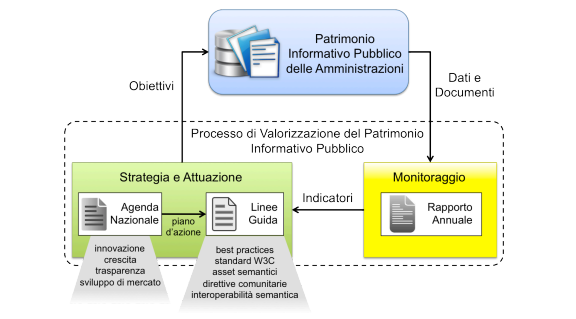 Patrimonio
Informativo Pubblico
delle Amministrazioni
Obiettivi
Dati e
Documenti
Processo di Valorizzazione del Patrimonio
Informativo Pubblico
Strategia e Attuazione
Monitoraggio
Agenda
Nazionale
piano
d'azione
Linee
Guida
Indicatori
Rapporto
Annuale
innovazione
crescita
trasparenza
sviluppo di mercato
best practices
standard W3C
asset semantici
direttive comunitarie
interoperabilità semantica